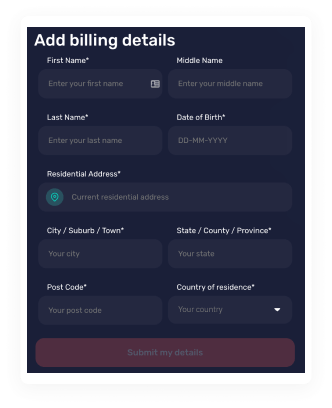 Add billing details
First Name* Middle Name
Enter your first name Enter your middle name
Last Name* Date of Birth*
Enter your last name DD-MM-YYYY
Residential Address*
Current residential address
City / Suburb / Town* State / County / Province*
Your city Your state
Post Code* Country of residence*
Your post code Your country
Submit my details